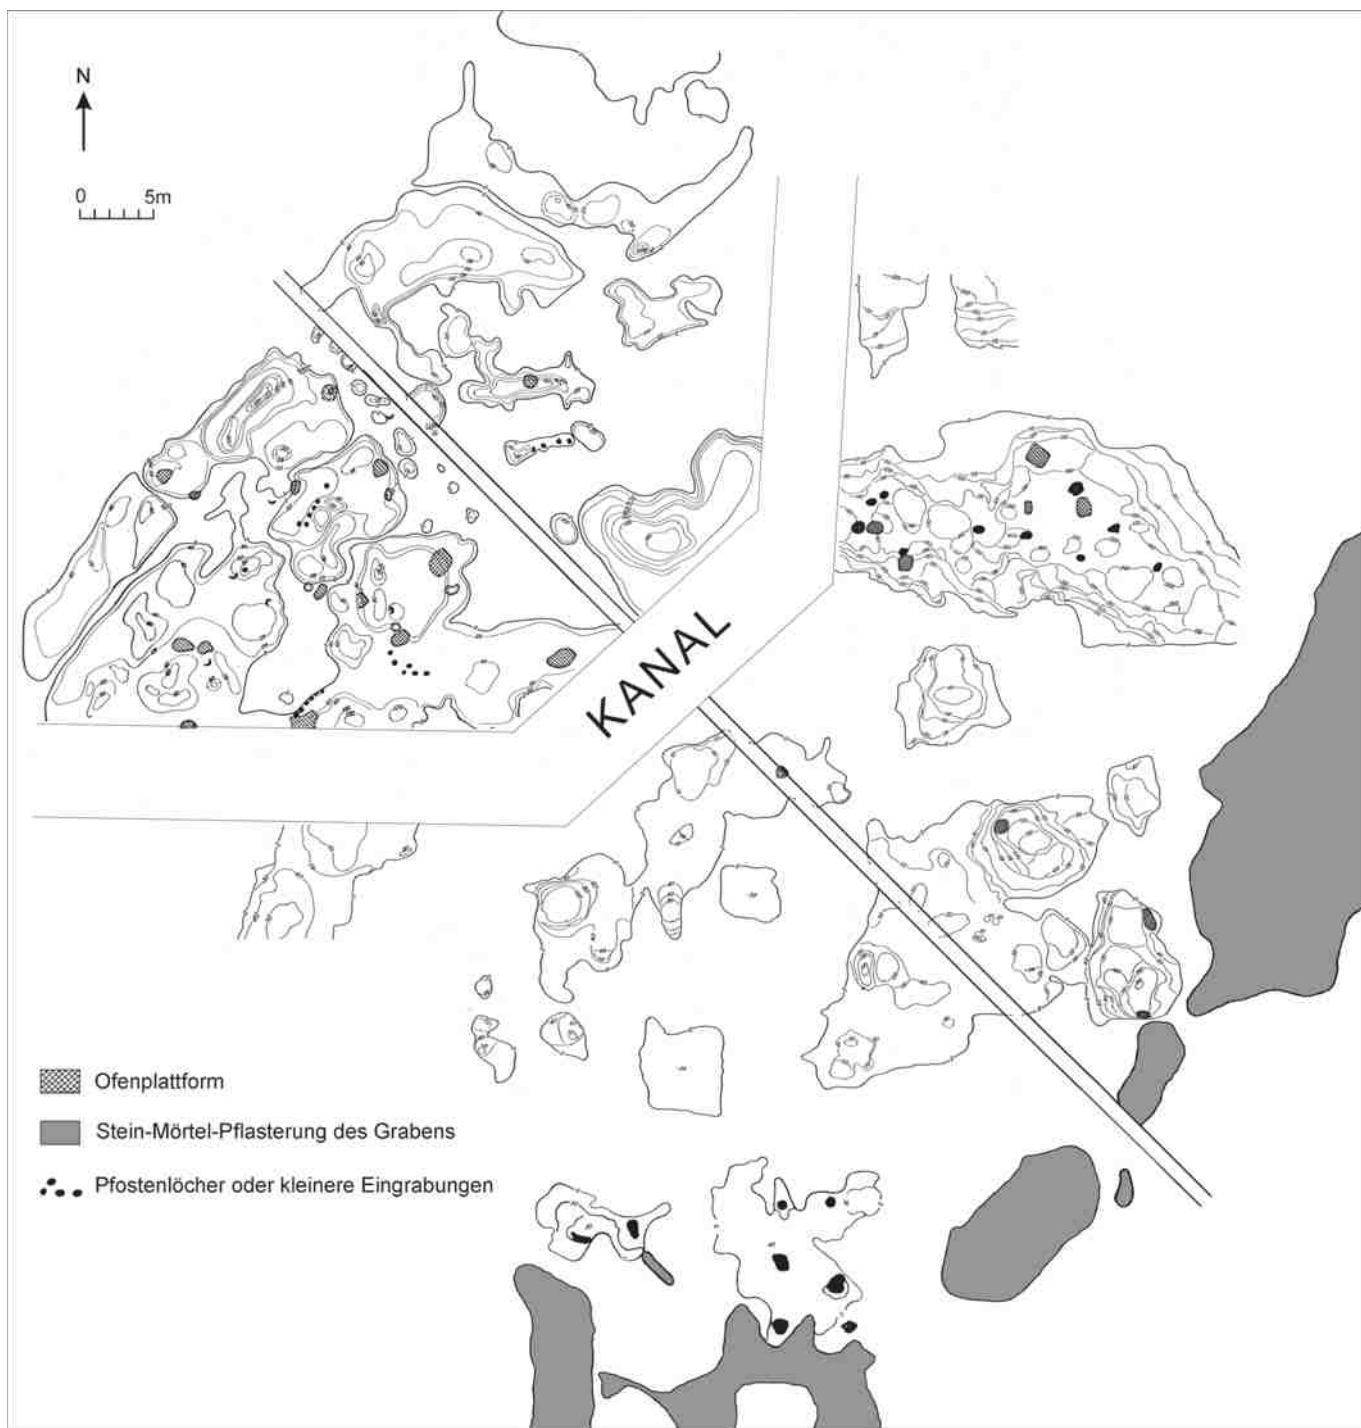 N
0 5m
KANAL
Ofenplattform
Stein-Mörtel-Pflasterung des Grabens
Pfostenlöcher oder kleinere Eingrabungen